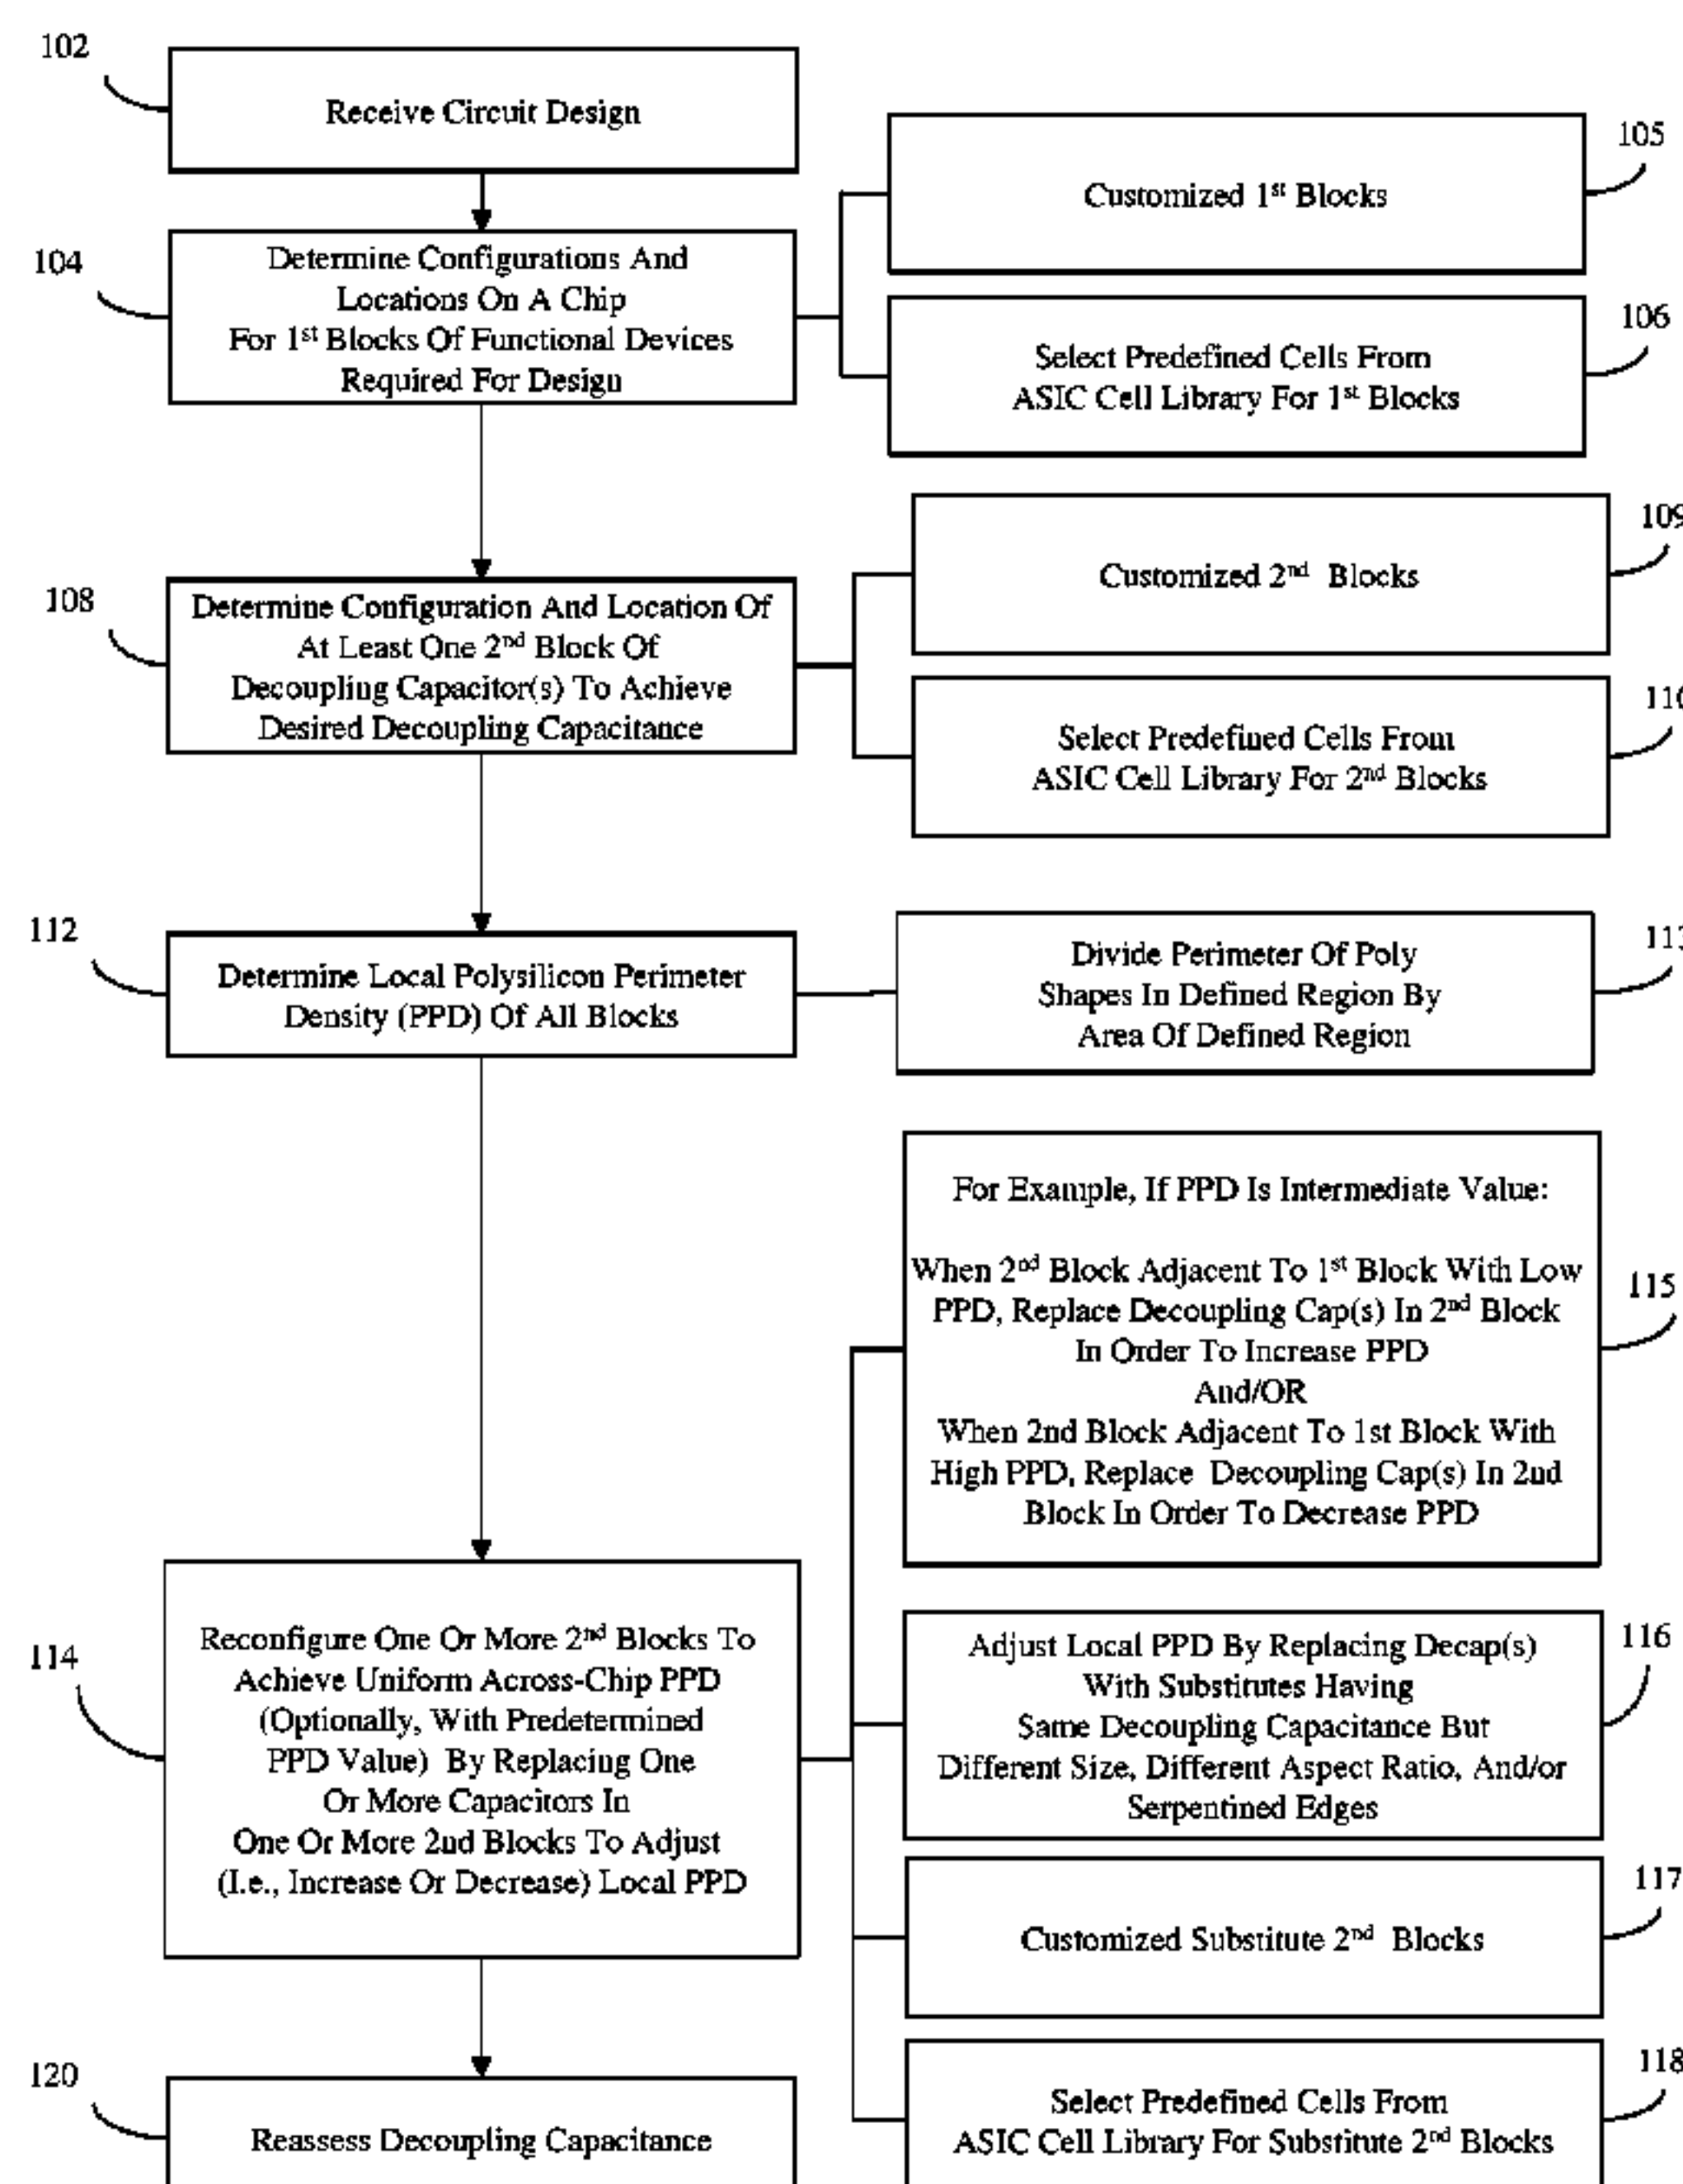 102
Receive Circuit Design
105
Customized 1st Blocks
104
Determine Configurations And
Locations On A Chip
For 1st Blocks Of Functional Devices
Required For Design
106
Select Predefined Cells From
ASIC Cell Library For 1st Blocks
109
Customized 2nd Blocks
108
Determine Configuration And Location Of
At Least One 2nd Block Of
Decoupling Capacitor(s) To Achieve
Desired Decoupling Capacitance
110
Select Predefined Cells From
ASIC Cell Library For 2nd Blocks
112
Determine Local Polysilicon Perimeter
Density (PPD) Of All Blocks
113
Divide Perimeter Of Poly
Shapes In Defined Region By
Area Of Defined Region
115
For Example, If PPD Is Intermediate Value:
When 2nd Block Adjacent To 1st Block With Low
PPD, Replace Decoupling Cap(s) In 2nd Block
In Order To Increase PPD
And/OR
When 2nd Block Adjacent To 1st Block With
High PPD, Replace Decoupling Cap(s) In 2nd
Block In Order To Decrease PPD
114
Reconfigure One Or More 2nd Blocks To
Achieve Uniform Across-Chip PPD
(Optionally, With Predetermined
PPD Value) By Replacing One
Or More Capacitors In
One Or More 2nd Blocks To Adjust
(I.e., Increase Or Decrease) Local PPD
116
Adjust Local PPD By Replacing Decap(s)
With Substitutes Having
Same Decoupling Capacitance But
Different Size, Different Aspect Ratio, And/or
Serpentined Edges
117
Customized Substitute 2nd Blocks
118
Select Predefined Cells From
ASIC Cell Library For Substitute 2nd Blocks
120
Reassess Decoupling Capacitance